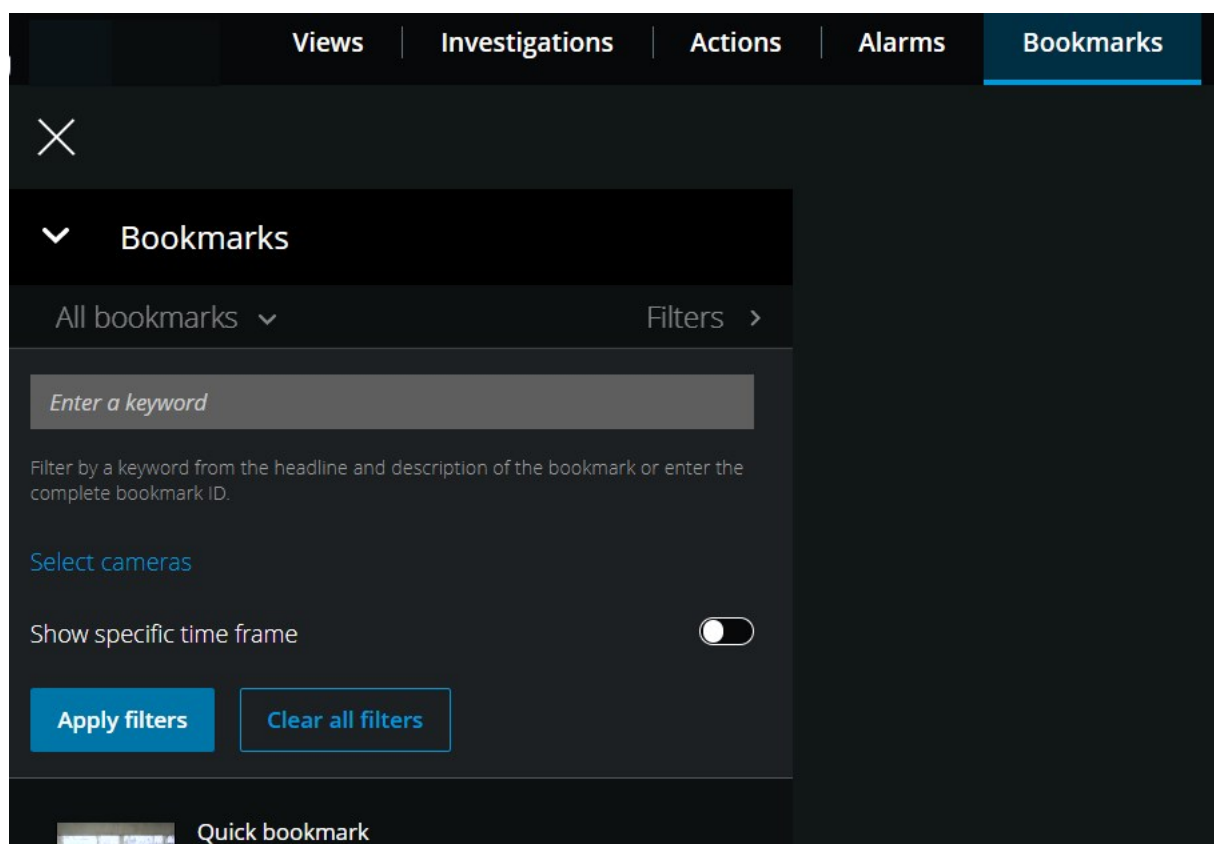 Views Investigations Actions Alarms Bookmarks
Bookmarks
All bookmarks Filters
Enter a keyword
Filter by a keyword from the headline and description of the bookmark or enter the
complete bookmark ID.
Select cameras
Show specific time frame
Apply filters Clear all filters
Quick bookmark